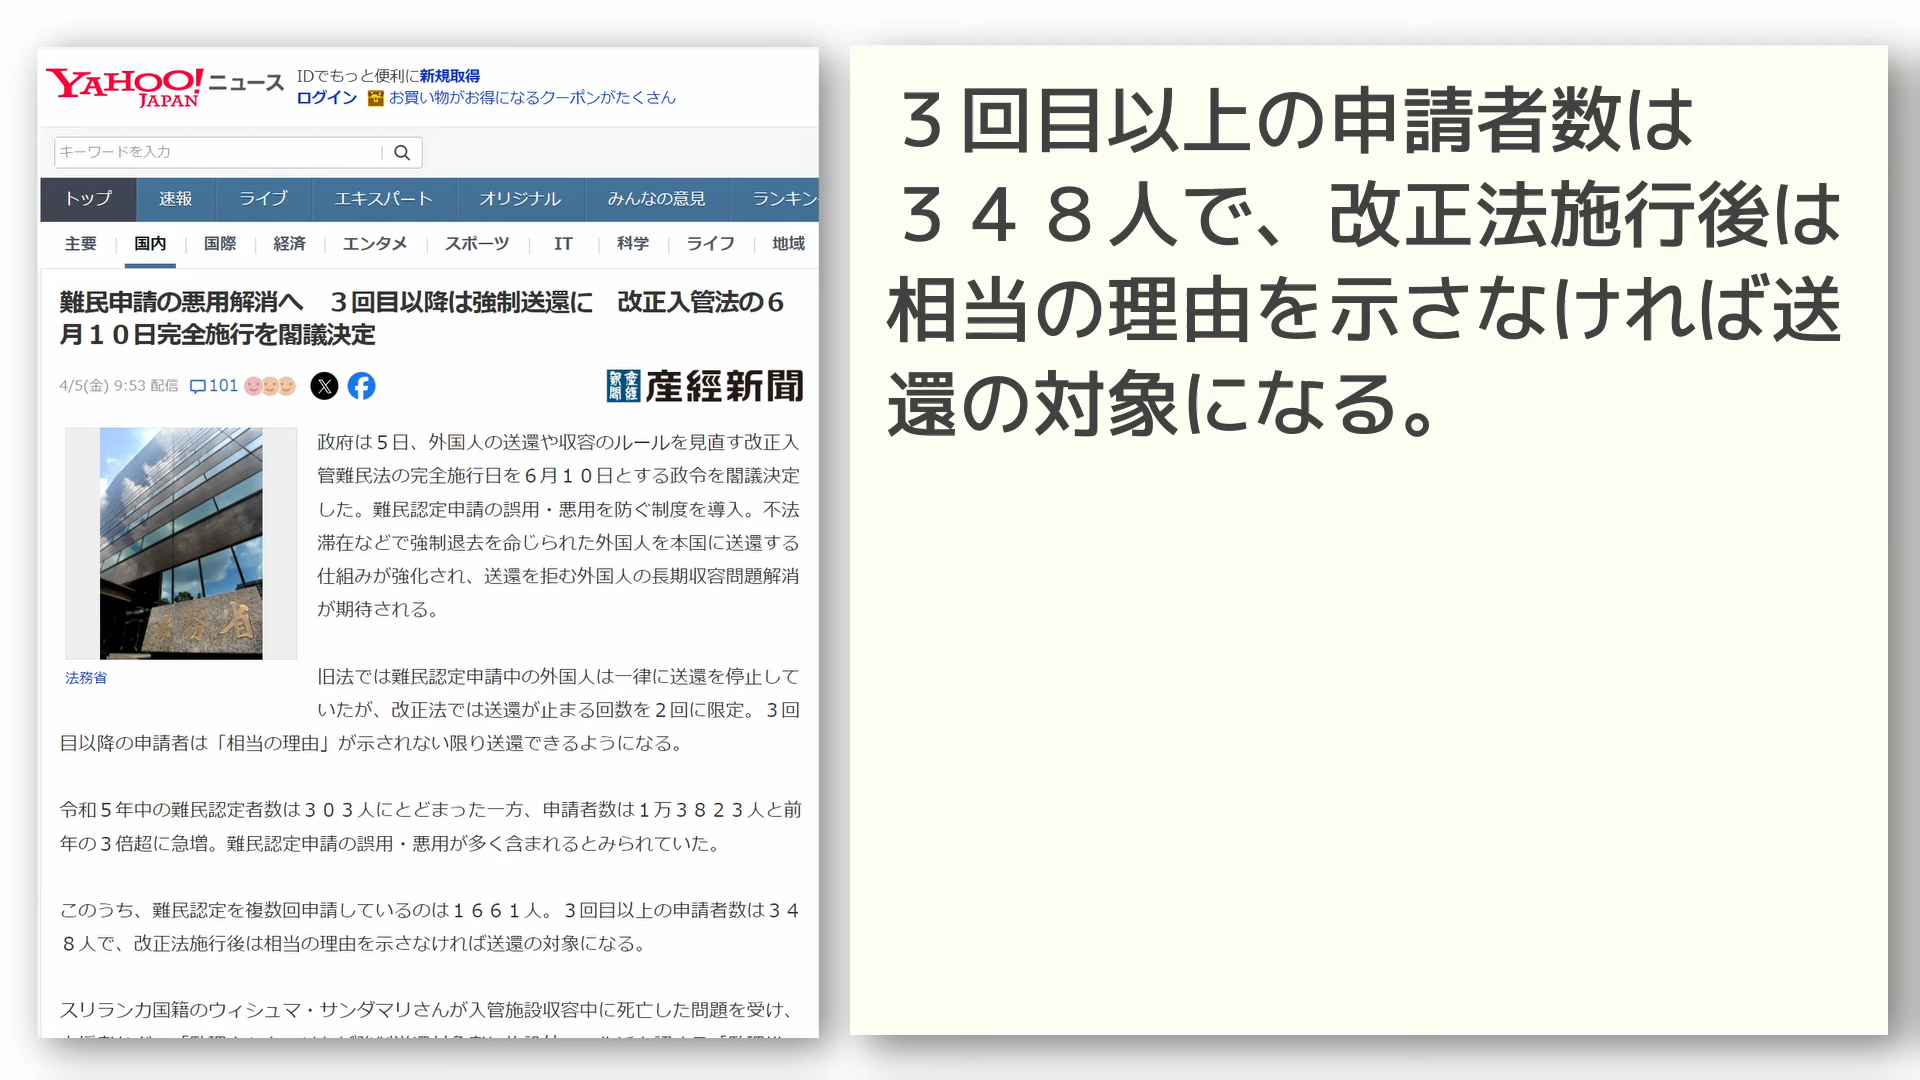 YAHOO! JAPAN ニュース
IDでもっと便利に新規取得
ログイン お買い物がお得になるクーポンがたくさん
キーワードを入力
トップ 速報 ライブ エキスパート オリジナル みんなの意見 ランキン
主要 国内 国際 経済 エンタメ スポーツ IT 科学 ライフ 地域
難民申請の悪用解消へ　３回目以降は強制送還に　改正入管法の６
月１０日完全施行を閣議決定
4/5(金) 9:53 配信 101
産経新聞 産經新聞
政府は５日、外国人の送還や収容のルールを見直す改正入
管難民法の完全施行日を６月１０日とする政令を閣議決定
した。難民認定申請の誤用・悪用を防ぐ制度を導入。不法
滞在などで強制退去を命じられた外国人を本国に送還する
仕組みが強化され、送還を拒む外国人の長期収容問題解消
が期待される。
法務省
旧法では難民認定申請中の外国人は一律に送還を停止して
いたが、改正法では送還が止まる回数を２回に限定。３回
目以降の申請者は「相当の理由」が示されない限り送還できるようになる。
令和５年中の難民認定者数は３０３人にとどまった一方、申請者数は１万３８２３人と前
年の３倍超に急増。難民認定申請の誤用・悪用が多く含まれるとみられていた。
このうち、難民認定を複数回申請しているのは１６６１人。３回目以上の申請者数は３４
８人で、改正法施行後は相当の理由を示さなければ送還の対象になる。
スリランカ国籍のウィシュマ・サンダマリさんが入管施設収容中に死亡した問題を受け、
３回目以上の申請者数は
３４８人で、改正法施行後は
相当の理由を示さなければ送
還の対象になる。